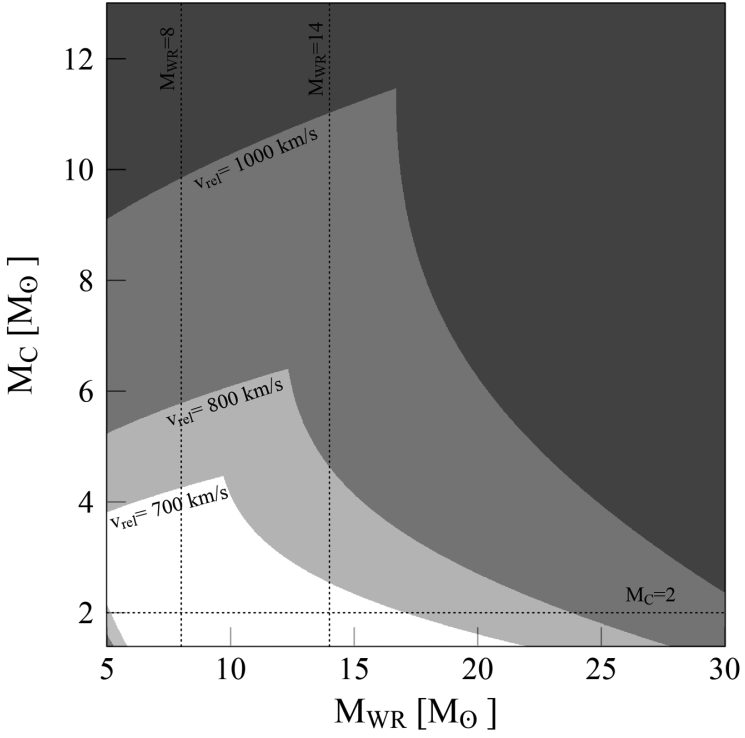 M_WR=8
M_WR=14
12
10
8
6
4
2
v_rel= 1000 km/s
v_rel= 800 km/s
v_rel= 700 km/s
M_C=2
M_C [M_⊙]
5 10 15 20 25 30
M_WR [M_⊙]